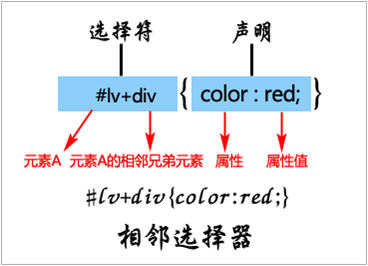 选择符 声明
#lv+div { color : red; }
元素A 元素A的相邻兄弟元素 属性 属性值
#lv+div{color:red;}
相邻选择器